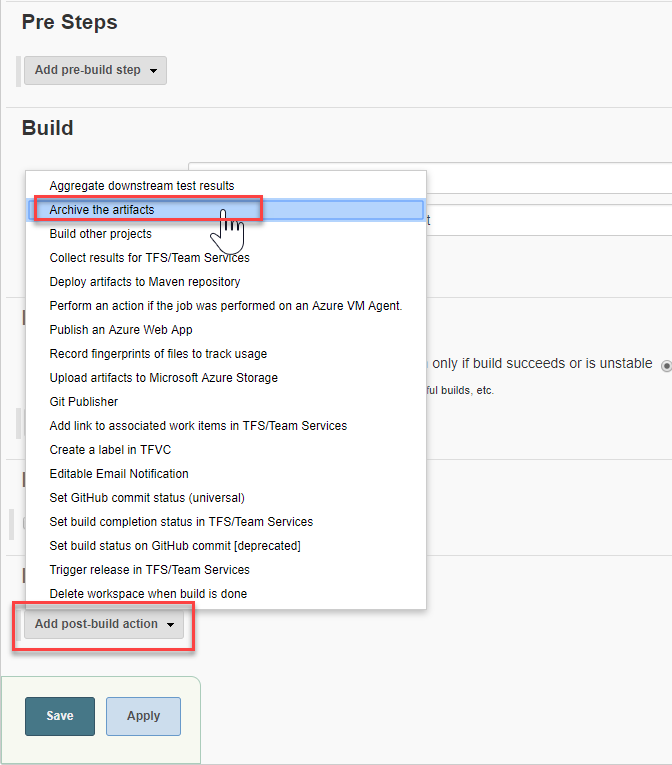 Pre Steps
Add pre-build step
Build
Aggregate downstream test results
Archive the artifacts
Build other projects
Collect results for TFS/Team Services
Deploy artifacts to Maven repository
Perform an action if the job was performed on an Azure VM Agent.
Publish an Azure Web App
only if build succeeds or is unstable
Record fingerprints of files to track usage
Upload artifacts to Microsoft Azure Storage
ful builds, etc.
Git Publisher
Add link to associated work items in TFS/Team Services
Create a label in TFVC
Editable Email Notification
Set GitHub commit status (universal)
Set build completion status in TFS/Team Services
Set build status on GitHub commit [deprecated]
Trigger release in TFS/Team Services
Delete workspace when build is done
Add post-build action
Save Apply